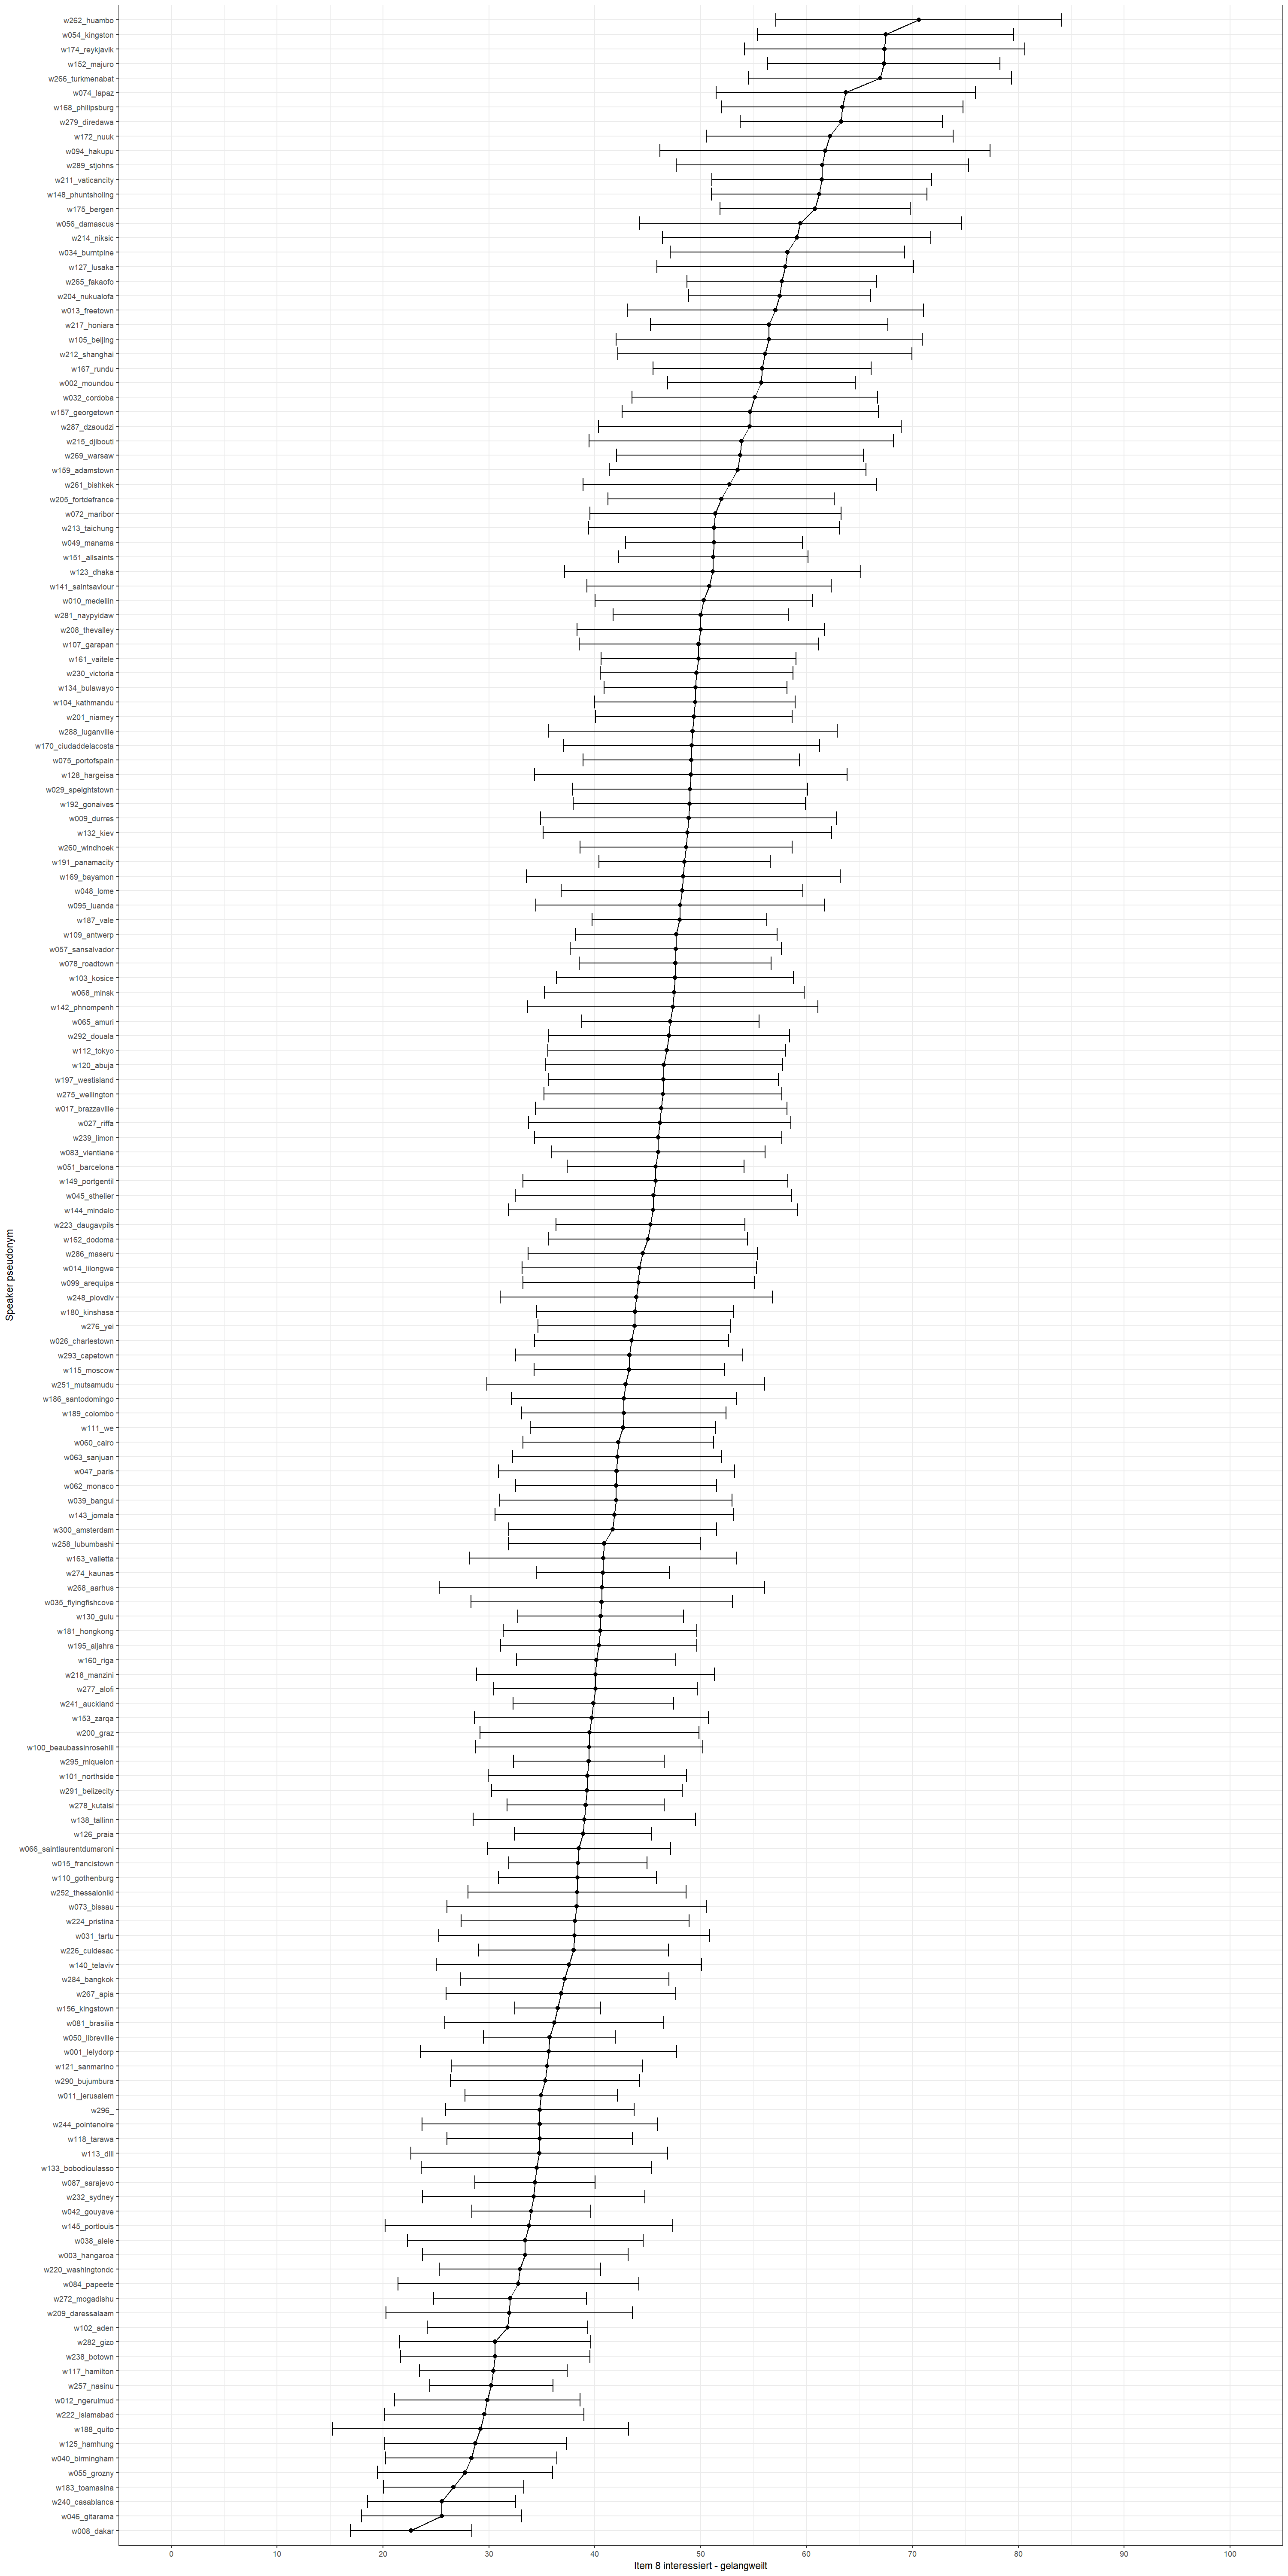 w262_huambo
w054_kingston
w174_reykjavik
w152_majuro
w266_turkmenabat
w074_lapaz
w168_philipsburg
w279_diredawa
w172_nuuk
w094_hakupu
w289_stjohns
w211_vaticancity
w148_phuntsholing
w175_bergen
w056_damascus
w214_niksic
w034_burntpine
w127_lusaka
w265_fakaofo
w204_nukualofa
w013_freetown
w217_honiara
w105_beijing
w212_shanghai
w167_rundu
w002_moundou
w032_cordoba
w157_georgetown
w287_dzaoudzi
w215_djibouti
w269_warsaw
w159_adamstown
w261_bishkek
w205_fortdefrance
w072_maribor
w213_taichung
w049_manama
w151_allsaints
w123_dhaka
w141_saintsaviour
w010_medellin
w281_naypyidaw
w208_thevalley
w107_garapan
w161_vaitele
w230_victoria
w134_bulawayo
w104_kathmandu
w201_niamey
w288_luganville
w170_ciudaddelacosta
w075_portofspain
w128_hargeisa
w029_speightstown
w192_gonaives
w009_durres
w132_kiev
w260_windhoek
w191_panamacity
w169_bayamon
w048_lome
w095_luanda
w187_vale
w109_antwerp
w057_sansalvador
w078_roadtown
w103_kosice
w068_minsk
w142_phnompenh
w065_amuri
w292_douala
w112_tokyo
w120_abuja
w197_westisland
w275_wellington
w017_brazzaville
w027_riffa
w239_limon
w083_vientiane
w051_barcelona
w149_portgentil
w045_sthelier
w144_mindelo
w223_daugavpils
w162_dodoma
w286_maseru
w014_lilongwe
w099_arequipa
w248_plovdiv
w180_kinshasa
w276_yei
w026_charlestown
w293_capetown
w115_moscow
w251_mutsamudu
w186_santodomingo
w189_colombo
w111_we
w060_cairo
w063_sanjuan
w047_paris
w062_monaco
w039_bangui
w143_jomala
w300_amsterdam
w258_lubumbashi
w163_valletta
w274_kaunas
w268_aarhus
w035_flyingfishcove
w130_gulu
w181_hongkong
w195_aljahra
w160_riga
w218_manzini
w277_alofi
w241_auckland
w153_zarqa
w200_graz
w100_beaubassinrosehill
w295_miquelon
w101_northside
w291_belizecity
w278_kutaisi
w138_tallinn
w126_praia
w066_saintlaurentdumaroni
w015_francistown
w110_gothenburg
w252_thessaloniki
w073_bissau
w224_pristina
w031_tartu
w226_culdesac
w140_telaviv
w284_bangkok
w267_apia
w156_kingstown
w081_brasilia
w050_libreville
w001_lelydorp
w121_sanmarino
w290_bujumbura
w011_jerusalem
w296_
w244_pointenoire
w118_tarawa
w113_dili
w133_bobodioulasso
w087_sarajevo
w232_sydney
w042_gouyave
w145_portlouis
w038_alele
w003_hangaroa
w220_washingtondc
w084_papeete
w272_mogadishu
w209_daressalaam
w102_aden
w282_gizo
w238_botown
w117_hamilton
w257_nasinu
w012_ngerulmud
w222_islamabad
w188_quito
w125_hamhung
w040_birmingham
w055_grozny
w183_toamasina
w240_casablanca
w046_gitarama
w008_dakar
Speaker pseudonym
0 10 20 30 40 50 60 70 80 90 100
Item 8 interessiert - gelangweilt